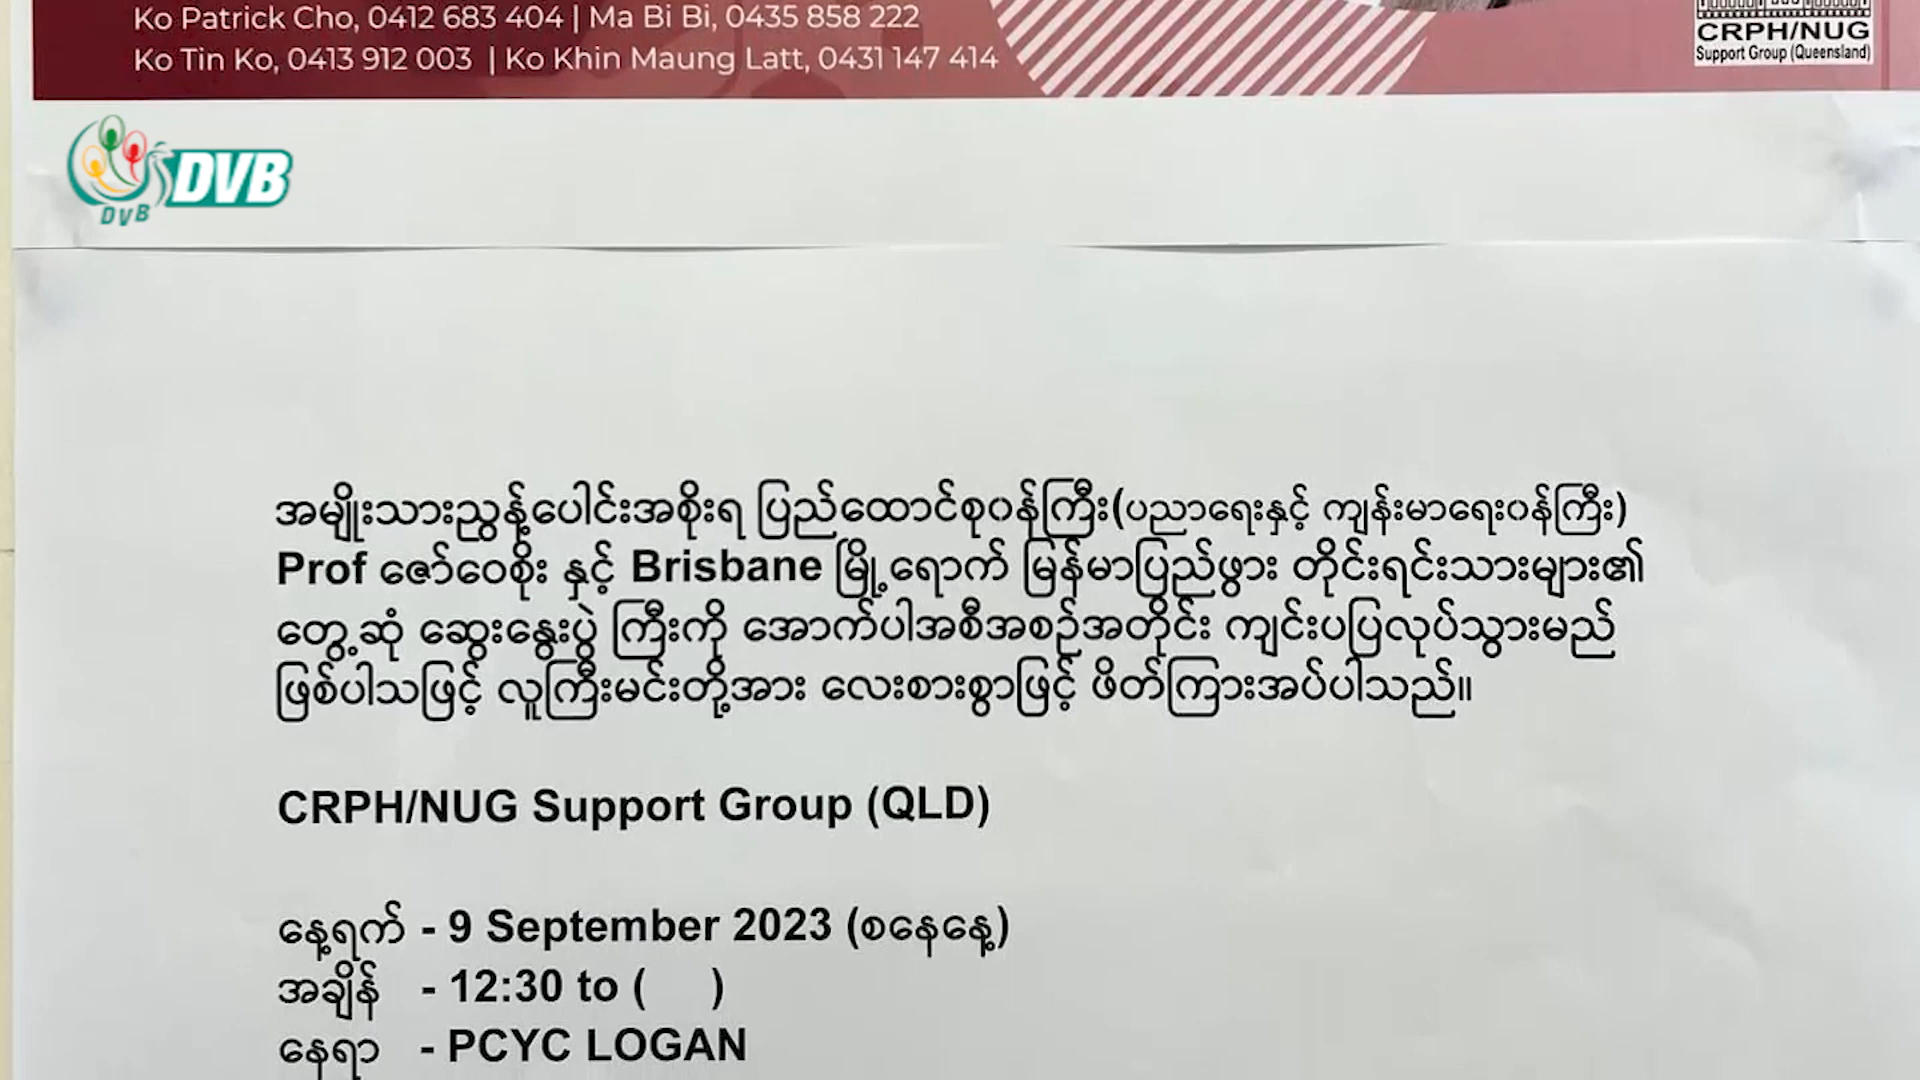 Ko Patrick Cho, 0412 683 404 | Ma Bi Bi, 0435 858 222
Ko Tin Ko, 0413 912 003 | Ko Khin Maung Latt, 0431 147 414
CRPH/NUG
Support Group (Queensland)
DVB
DVB
အမျိုးသားညွန့်ပေါင်းအစိုးရ ပြည်ထောင်စုဝန်ကြီး(ပညာရေးနှင့် ကျန်းမာရေးဝန်ကြီး)
Prof ဇော်ဝေစိုး နှင့် Brisbane မြို့ရောက် မြန်မာပြည်ဖွား တိုင်းရင်းသားများ၏
တွေ့ဆုံ ဆွေးနွေးပွဲ ကြီးကို အောက်ပါအစီအစဉ်အတိုင်း ကျင်းပပြုလုပ်သွားမည်
ဖြစ်ပါသဖြင့် လူကြီးမင်းတို့အား လေးစားစွာဖြင့် ဖိတ်ကြားအပ်ပါသည်။
CRPH/NUG Support Group (QLD)
နေ့ရက် - 9 September 2023 (စနေနေ့)
အချိန် - 12:30 to ( )
နေရာ - PCYC LOGAN